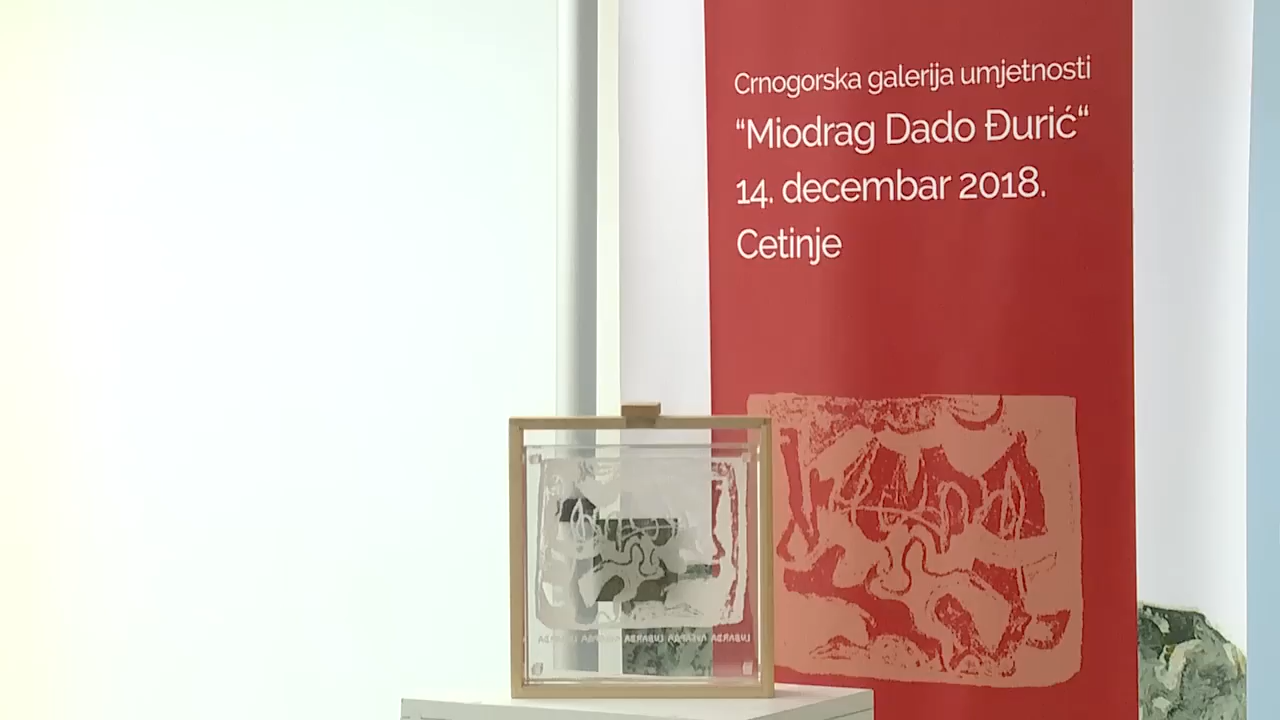 Crnogorska galerija umjetnosti
“Miodrag Dado Đurić“
14. decembar 2018.
Cetinje